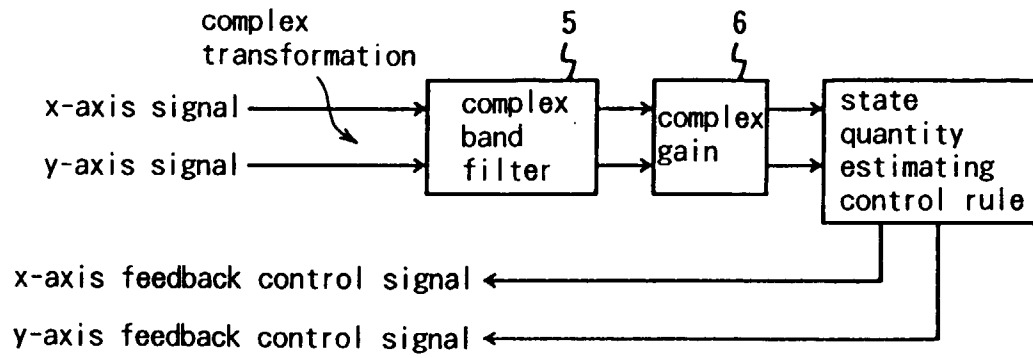 complex
transformation
5
6
x-axis signal
y-axis signal
complex
band
filter
complex
gain
state
quantity
estimating
control rule
x-axis feedback control signal
y-axis feedback control signal